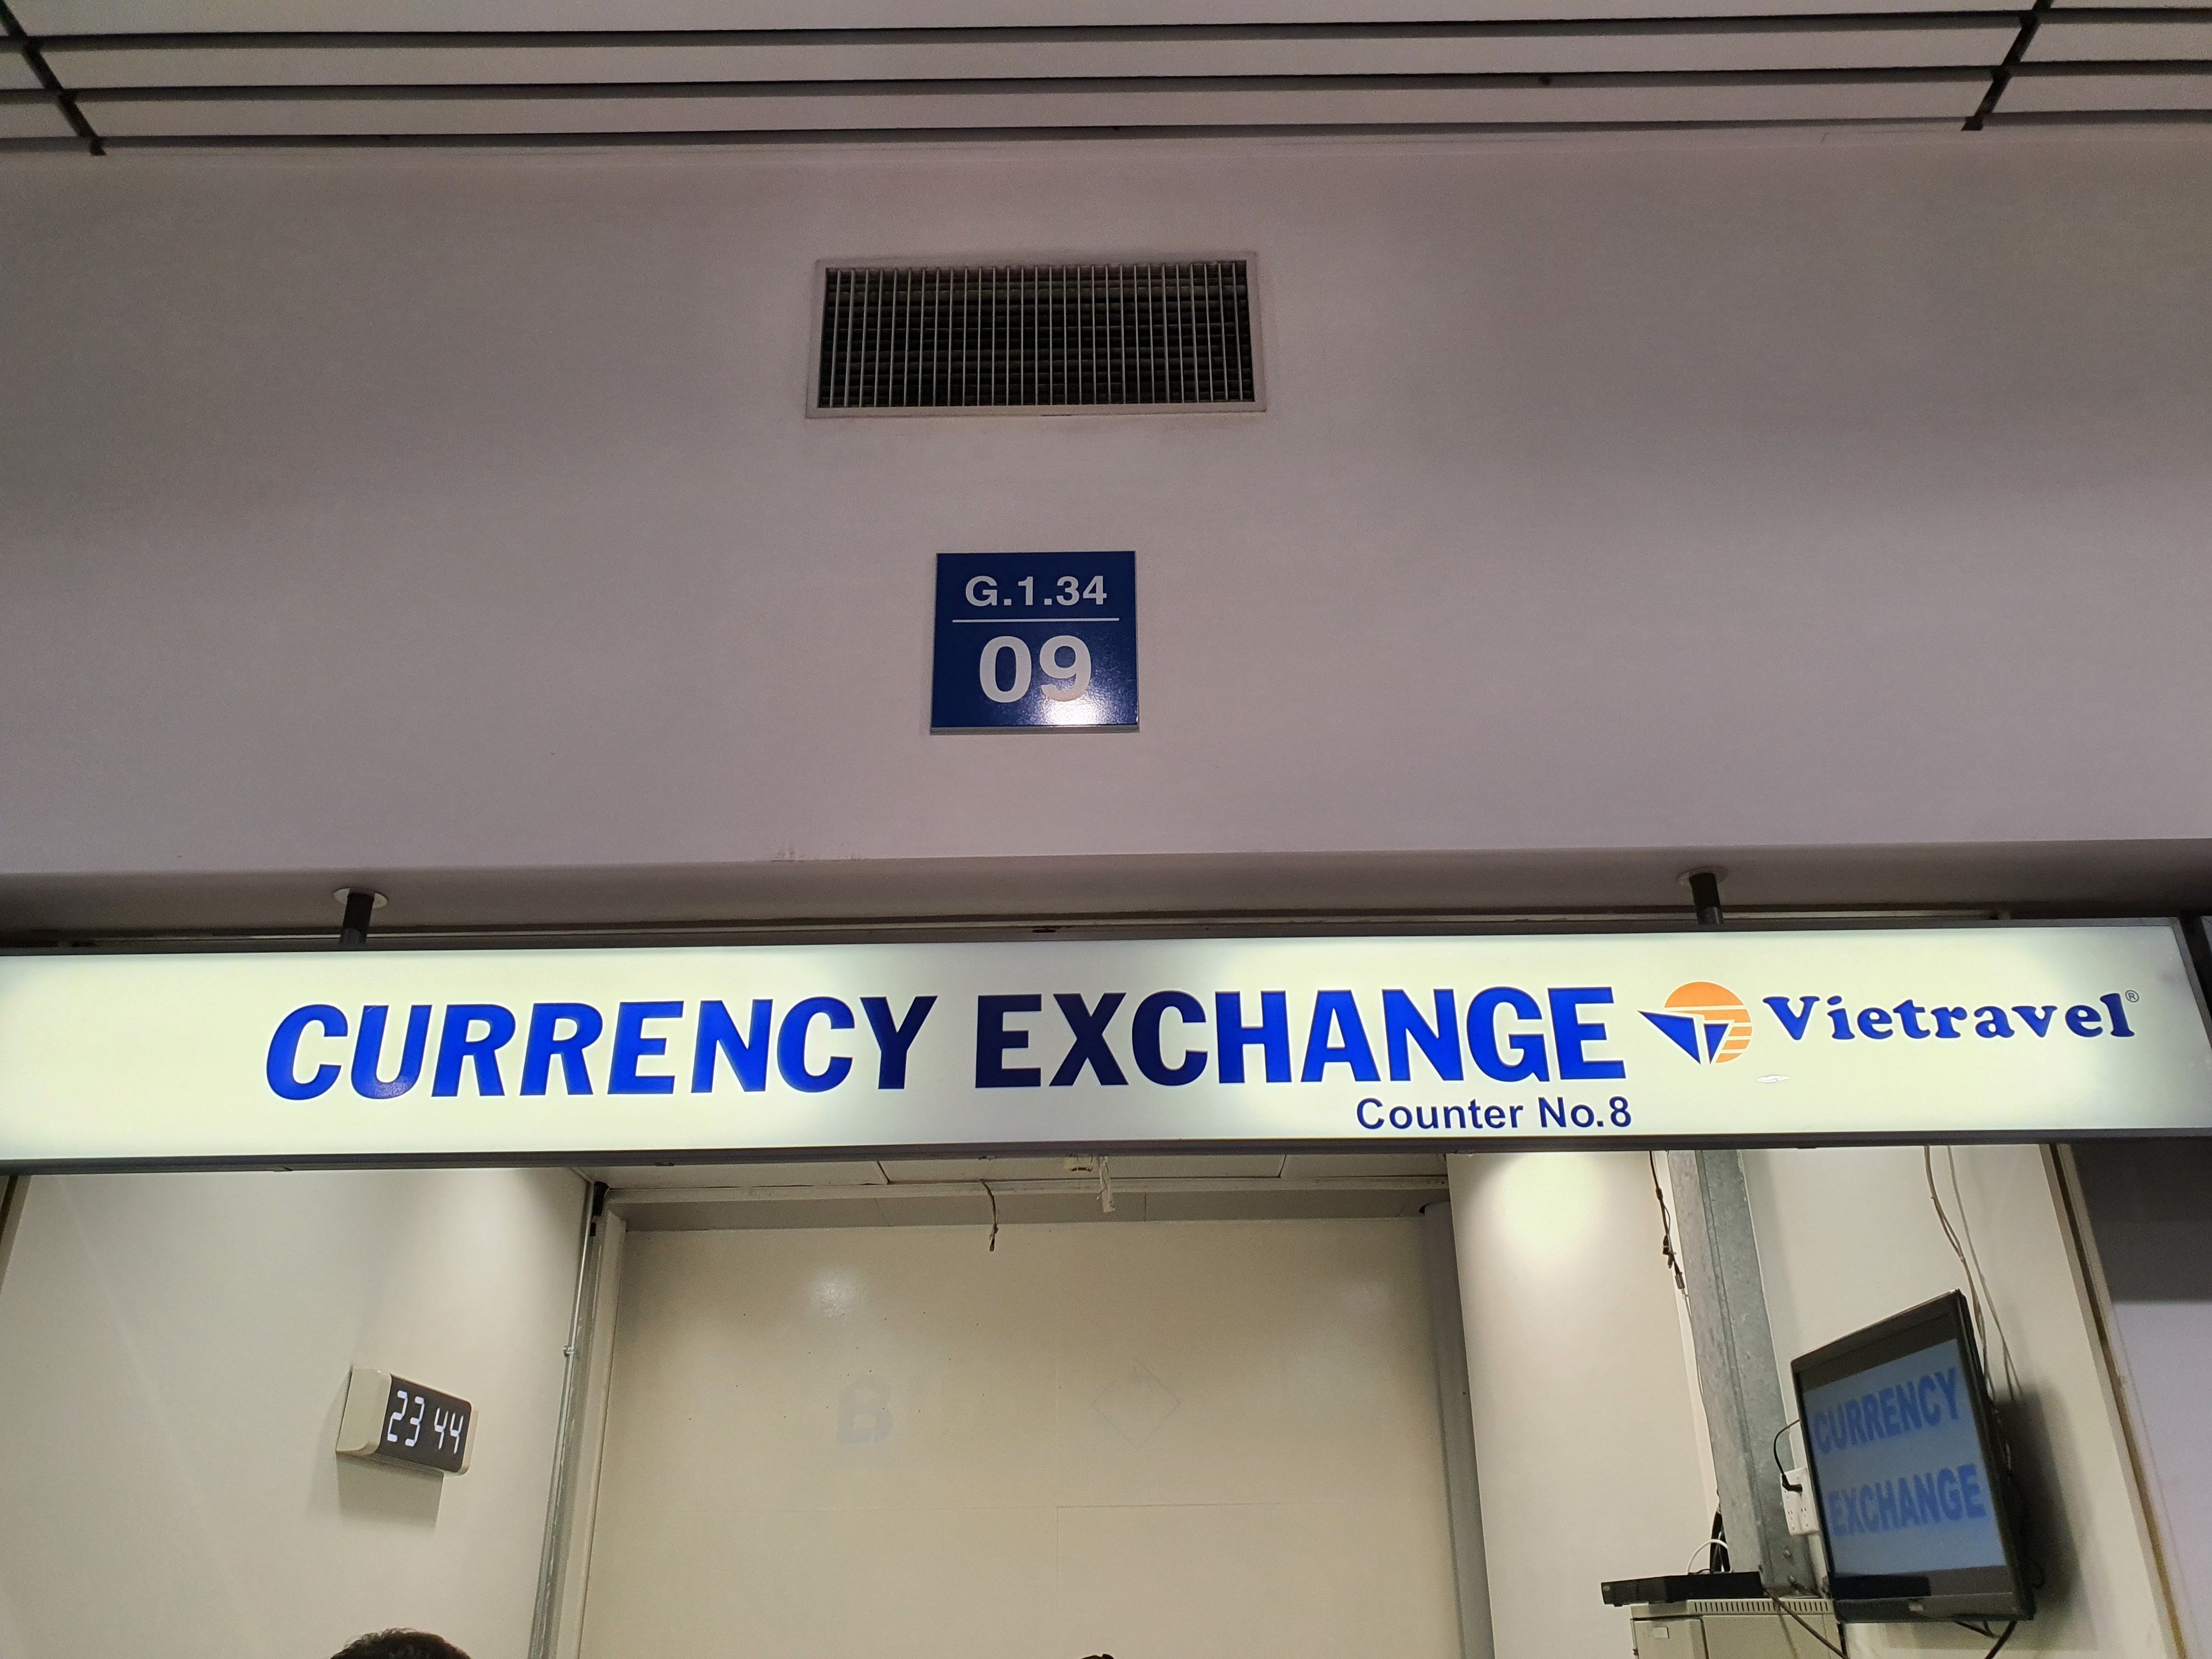 G.1.34
09
CURRENCY EXCHANGE Vietravel®
Counter No.8
23 44
CURRENCY
EXCHANGE